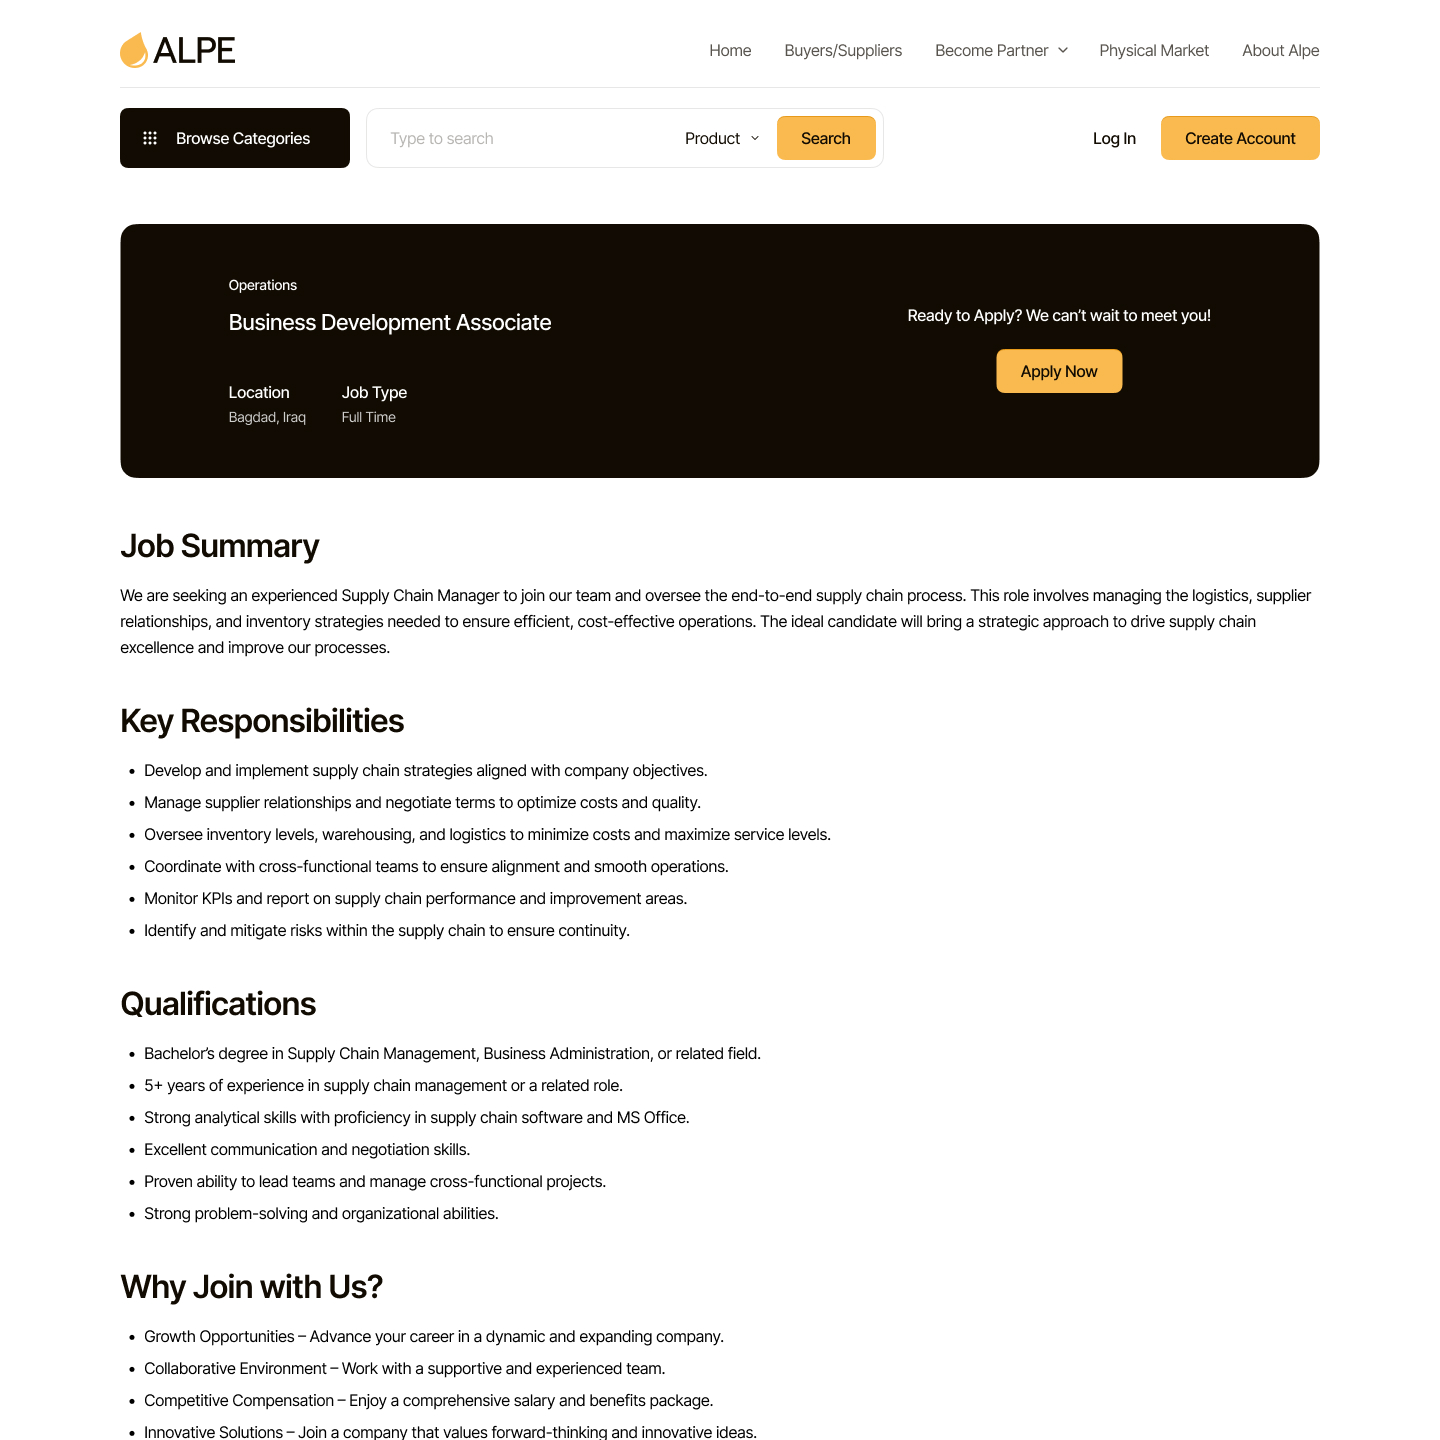 ALPE
Home Buyers/Suppliers Become Partner Physical Market About Alpe
Browse Categories Type to search Product Search Log In Create Account
Operations
Business Development Associate
Ready to Apply? We can’t wait to meet you!
Apply Now
Location Job Type
Bagdad, Iraq Full Time
Job Summary
We are seeking an experienced Supply Chain Manager to join our team and oversee the end-to-end supply chain process. This role involves managing the logistics, supplier
relationships, and inventory strategies needed to ensure efficient, cost-effective operations. The ideal candidate will bring a strategic approach to drive supply chain
excellence and improve our processes.
Key Responsibilities
• Develop and implement supply chain strategies aligned with company objectives.
• Manage supplier relationships and negotiate terms to optimize costs and quality.
• Oversee inventory levels, warehousing, and logistics to minimize costs and maximize service levels.
• Coordinate with cross-functional teams to ensure alignment and smooth operations.
• Monitor KPIs and report on supply chain performance and improvement areas.
• Identify and mitigate risks within the supply chain to ensure continuity.
Qualifications
• Bachelor’s degree in Supply Chain Management, Business Administration, or related field.
• 5+ years of experience in supply chain management or a related role.
• Strong analytical skills with proficiency in supply chain software and MS Office.
• Excellent communication and negotiation skills.
• Proven ability to lead teams and manage cross-functional projects.
• Strong problem-solving and organizational abilities.
Why Join with Us?
• Growth Opportunities – Advance your career in a dynamic and expanding company.
• Collaborative Environment – Work with a supportive and experienced team.
• Competitive Compensation – Enjoy a comprehensive salary and benefits package.
• Innovative Solutions – Join a company that values forward-thinking and innovative ideas.